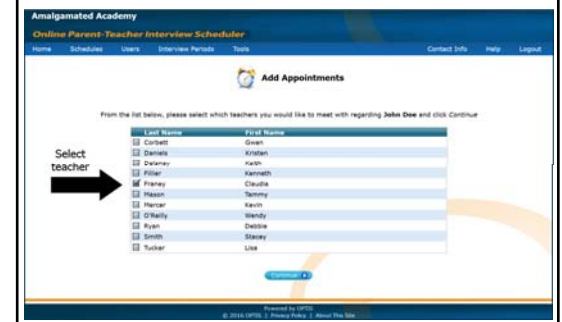 Amalgamated Academy
Online Parent-Teacher Interview Scheduler
Home Schedules Users Interview Periods Tools Contact Info Help Logout
Add Appointments
From the list below, please select which teachers you would like to meet with regarding John Doe and click Continue
Last Name First Name
Corbett Gwen
Daniels Kristen
Delaney Keith
Fillier Kenneth
Franey Claudia
Mason Tammy
Mercer Kevin
O'Reilly Wendy
Ryan Debbie
Smith Stacey
Tucker Lisa
Select
teacher
Continue
Powered by OPTIS
© 2016 OPTIS. | Privacy Policy | About This Site